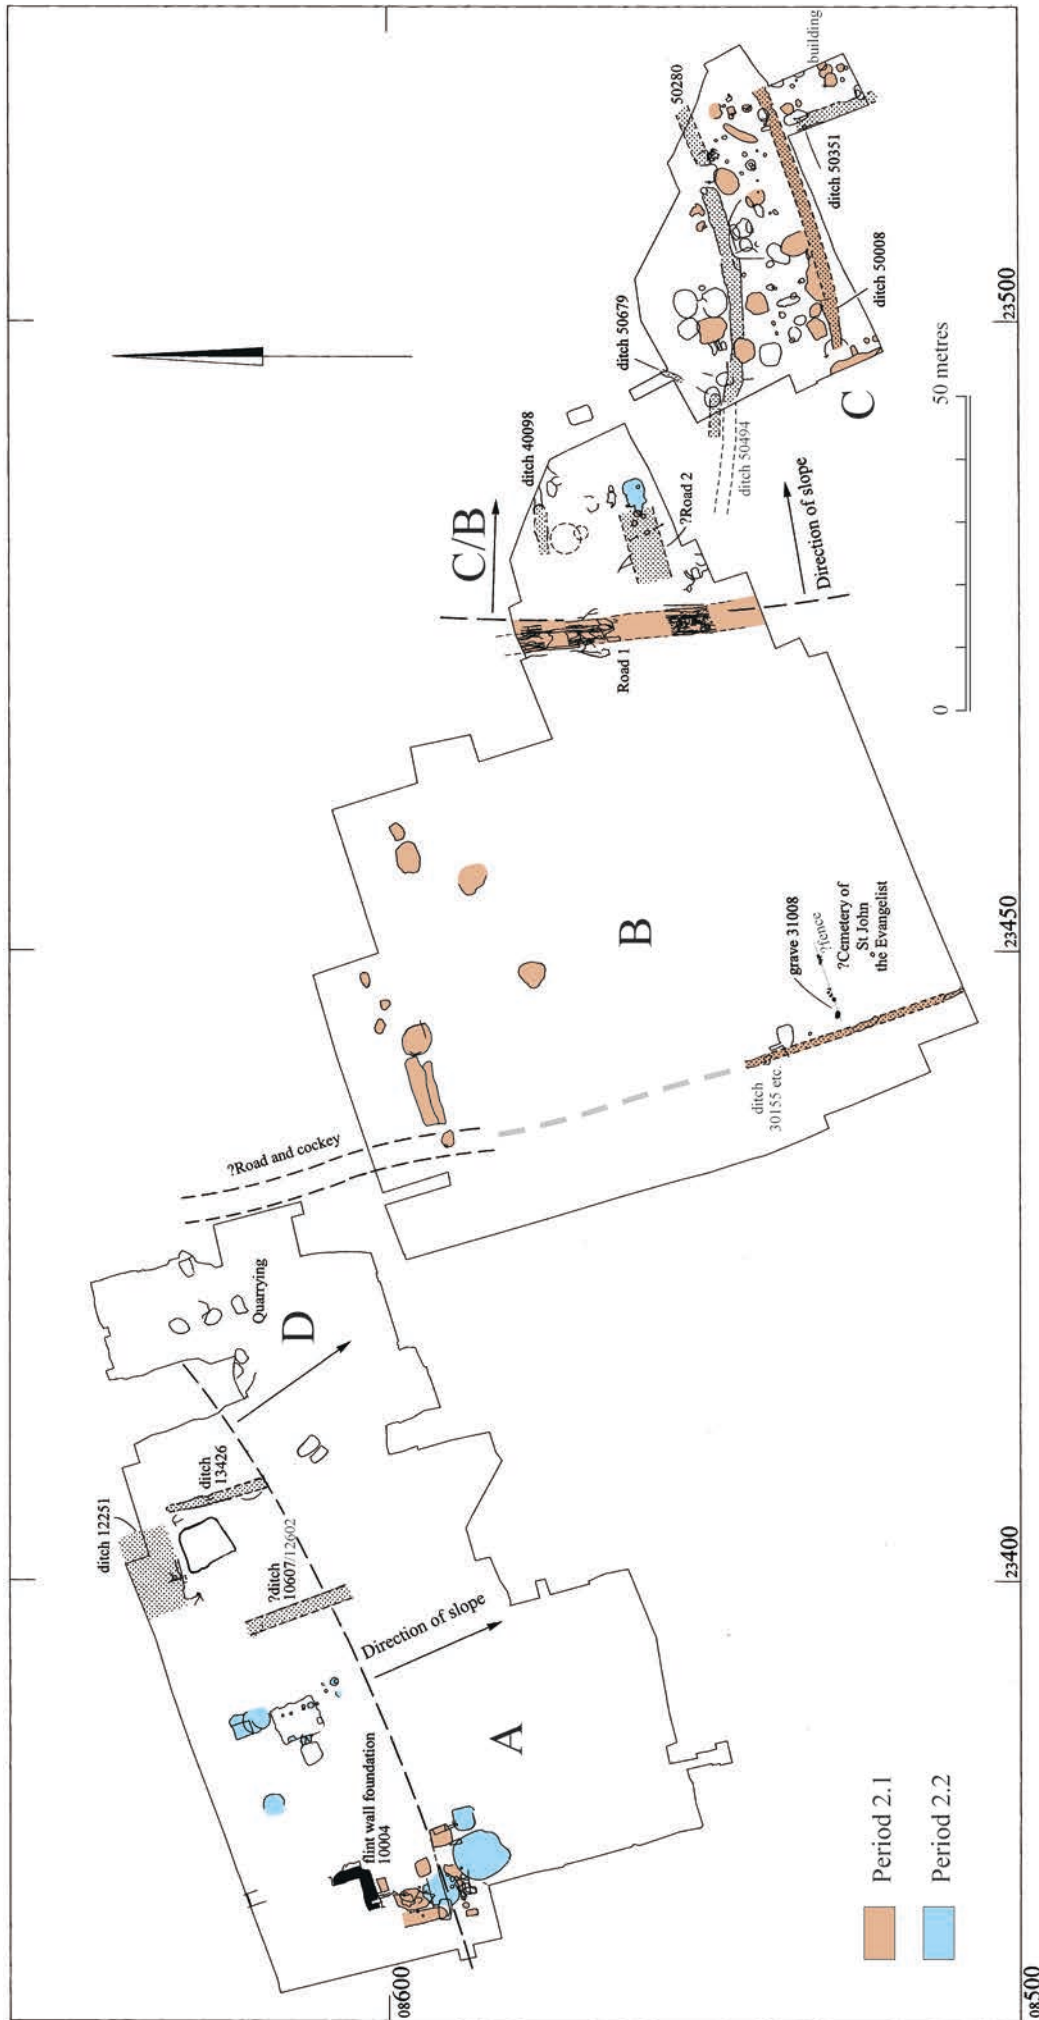 ditch 12251
ditch
13426
?ditch
10607/12602
Quarrying
D
?Road and cockey
Direction of slope
A
flint wall foundation
10004
B
ditch
30155 etc.
grave 31008
?fence
?Cemetery of
St John
the Evangelist
Road 1
C/B
ditch 40098
?Road 2
Direction of slope
ditch 50679
ditch 50494
50280
building
ditch 50351
ditch 50008
C
0
50 metres
Period 2.1
Period 2.2
08600
08500
23400
23450
23500